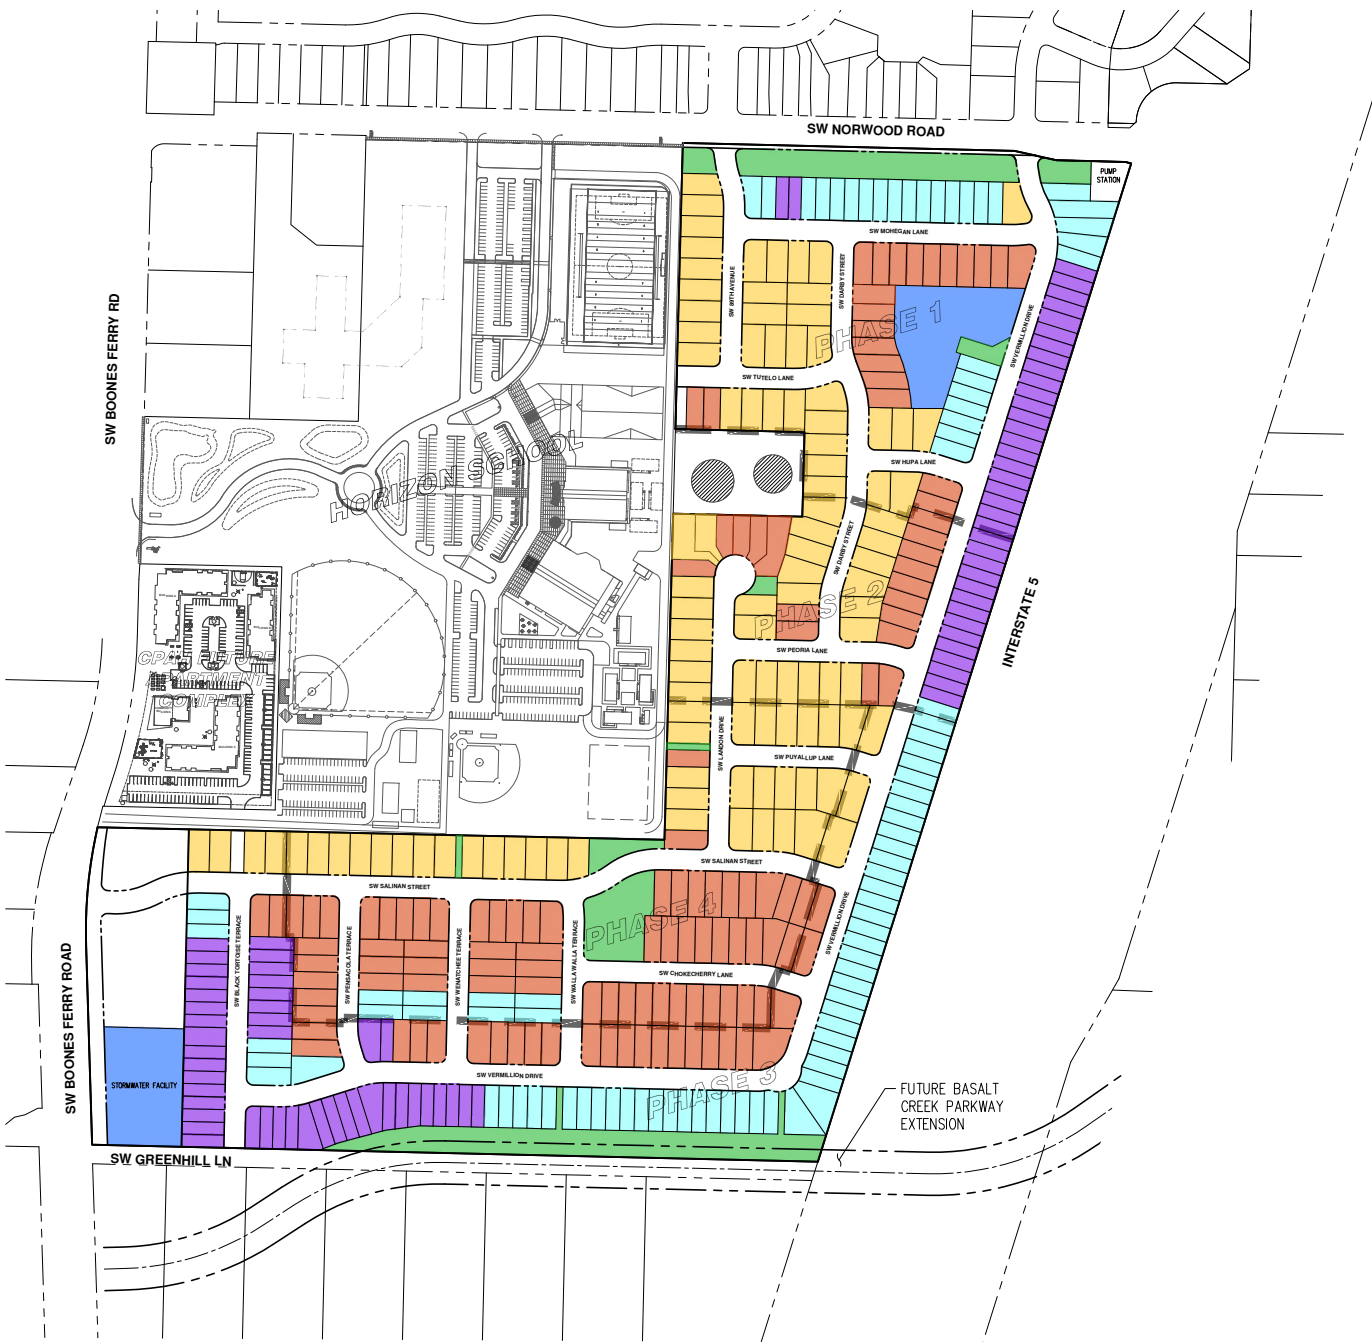 SW NORWOOD ROAD
PUMP
STATION
SW MOHEGAN LANE
SW 89TH AVENUE
SW DARBY STREET
SW BOONES FERRY RD
PHASE 1
SW VERMILLION DRIVE
SW TUTELO LANE
HORIZON SCHOOL
SW HUPA LANE
SW DARBY STREET
INTERSTATE 5
PHASE 2
SW PEORIA LANE
CPAH FUTURE
APARTMENT
COMPLEX
SW LANDON DRIVE
SW PUYALLUP LANE
SW SALINAN STREET
SW SALINAN STREET
SW VERMILLION DRIVE
PHASE 4
SW BLACK TORTOISE TERRACE
SW PENSACOLA TERRACE
SW WENATCHEE TERRACE
SW WALLA WALLA TERRACE
SW CHOKECHERRY LANE
SW BOONES FERRY ROAD
STORMWATER FACILITY
SW VERMILLION DRIVE
PHASE 3
FUTURE BASALT
CREEK PARKWAY
EXTENSION
SW GREENHILL LN